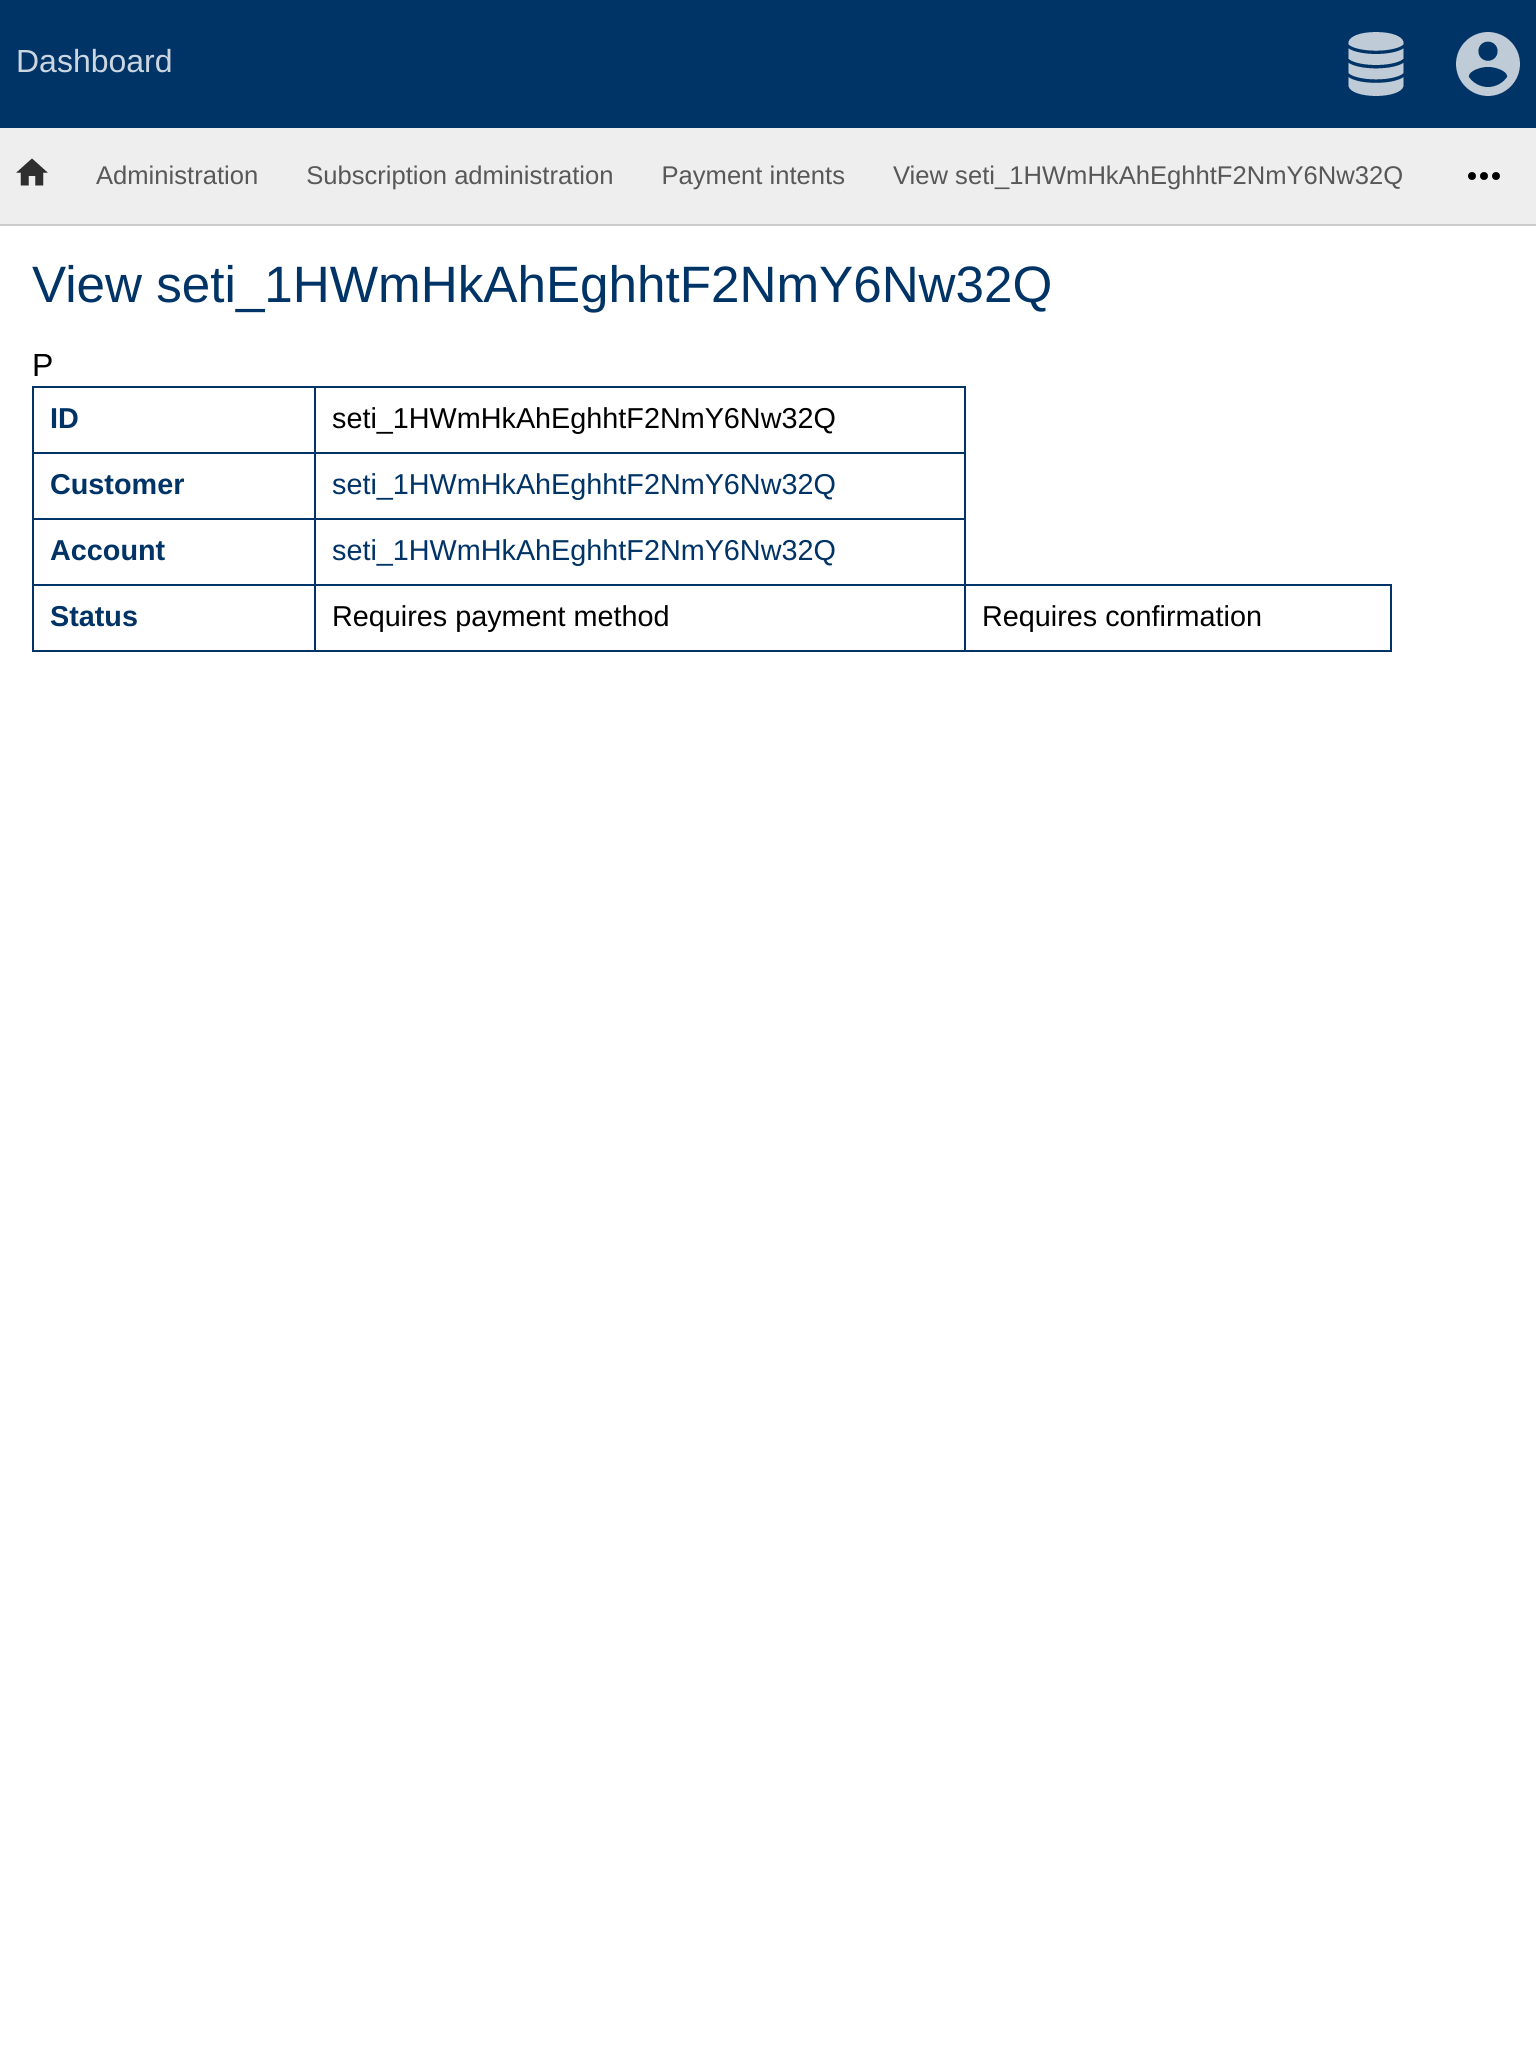 Dashboard
Administration Subscription administration Payment intents View seti_1HWmHkAhEghhtF2NmY6Nw32Q
View seti_1HWmHkAhEghhtF2NmY6Nw32Q
P
ID seti_1HWmHkAhEghhtF2NmY6Nw32Q
Customer seti_1HWmHkAhEghhtF2NmY6Nw32Q
Account seti_1HWmHkAhEghhtF2NmY6Nw32Q
Status Requires payment method Requires confirmation